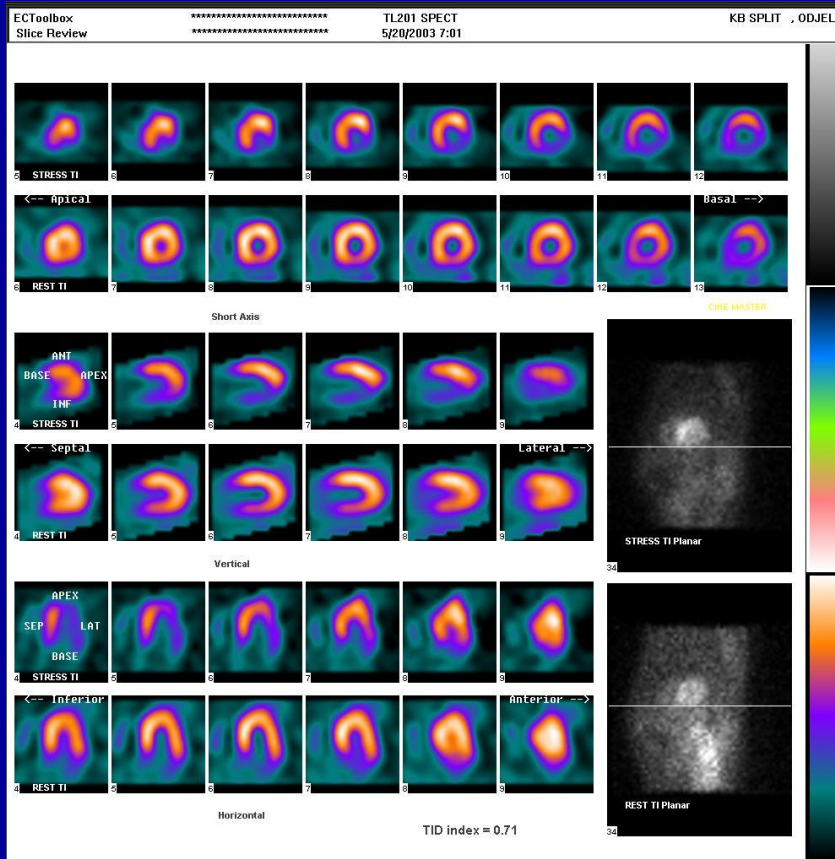 ECToolbox *************************** TL201 SPECT KB SPLIT , ODJEL
Slice Review *************************** 5/20/2003 7:01
5 STRESS Tl 6 7 8 9 10 11 12
<-- Apical Basal -->
6 REST Tl 7 8 9 10 11 12 13
Short Axis
CINE MASTER
ANT
BASE APEX
INF
STRESS Tl
4 5 6 7 8 9
<-- Septal Lateral -->
REST Tl
4 5 6 7 8 9
STRESS Tl Planar
34
Vertical
APEX
SEP LAT
BASE
STRESS Tl
4 5 6 7 8 9
<-- Inferior Anterior -->
REST Tl
4 5 6 7 8 9
REST Tl Planar
34
Horizontal
TID index = 0.71